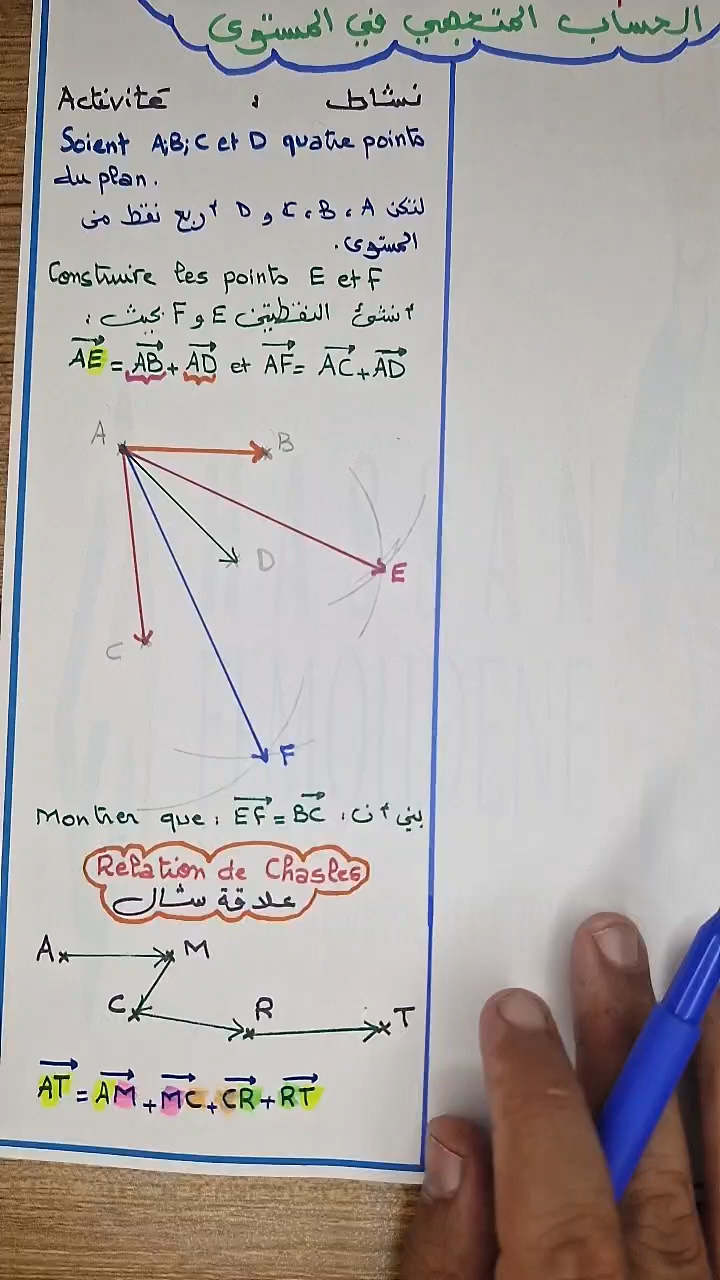 الحساب المتجهي في المستوى
Activité : نشاط
Soient A;B;C et D quatre points
du plan.
لتكن A ، B ، C و D أربع نقط من
المستوى.
Construire les points E et F
أنشئ النقطتين E و F بحيث :
AE = AB + AD et AF = AC + AD
A
B
D
E
C
F
Montrer que : EF = BC : بين أن
Relation de Chasles
علاقة شال
A M
C R T
AT = AM + MC + CR + RT